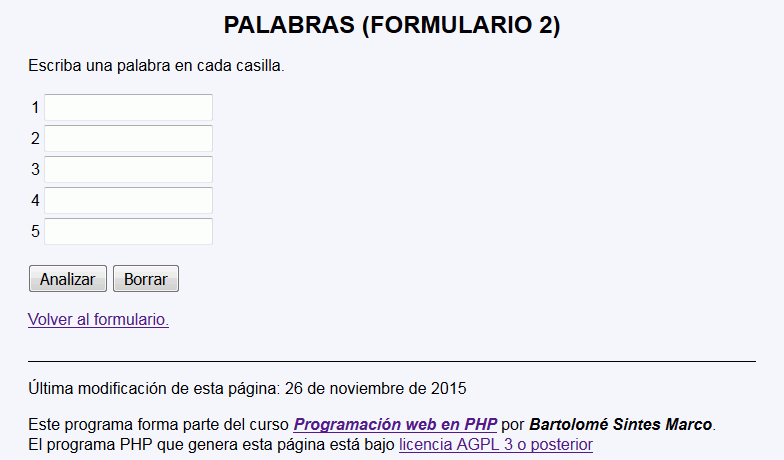 PALABRAS (FORMULARIO 2)
Escriba una palabra en cada casilla.
1
2
3
4
5
Analizar Borrar
Volver al formulario.
Última modificación de esta página: 26 de noviembre de 2015
Este programa forma parte del curso Programación web en PHP por Bartolomé Sintes Marco.
El programa PHP que genera esta página está bajo licencia AGPL 3 o posterior